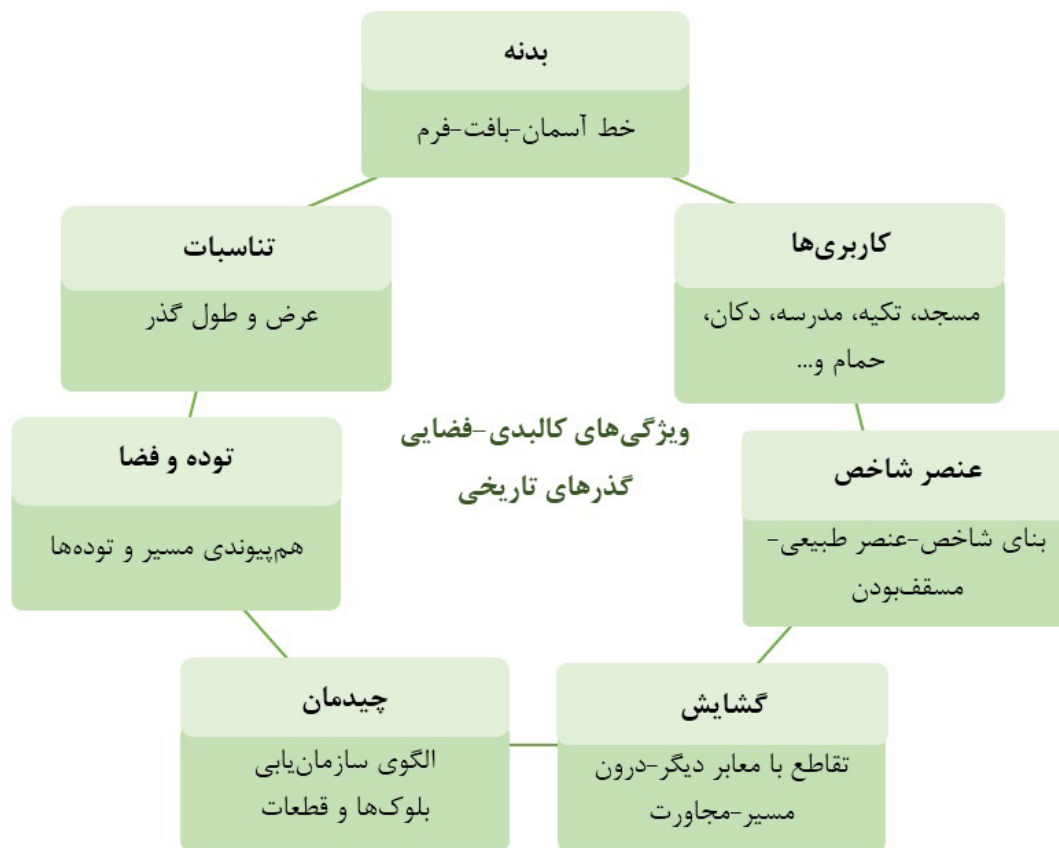 بدنه
خط آسمان-بافت-فرم
تناسبات
عرض و طول گذر
کاربری‌ها
مسجد، تکیه، مدرسه، دکان،
حمام و...
ویژگی‌های کالبدی-فضایی
گذرهای تاریخی
توده و فضا
هم‌پیوندی مسیر و توده‌ها
عنصر شاخص
بنای شاخص-عنصر طبیعی-
مسقف‌بودن
چیدمان
الگوی سازمان‌یابی
بلوک‌ها و قطعات
گشایش
تقاطع با معابر دیگر-درون
مسیر-مجاورت